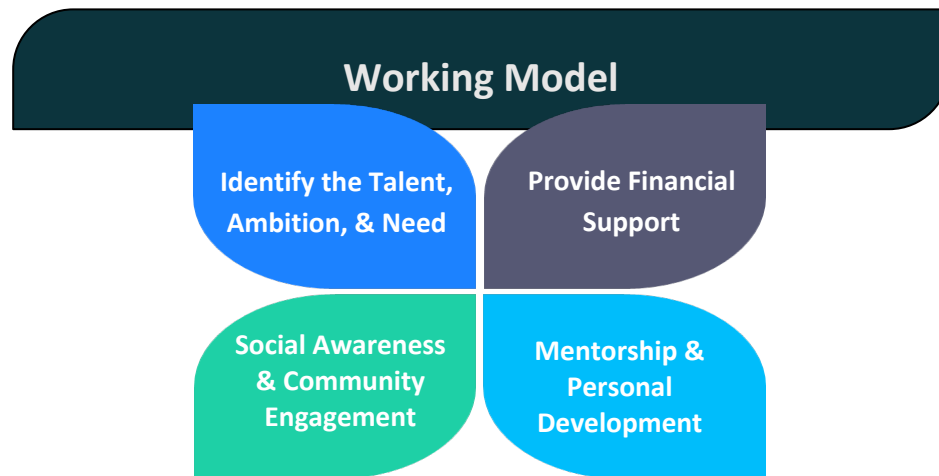 Working Model
Identify the Talent,
Ambition, & Need
Provide Financial
Support
Social Awareness
& Community
Engagement
Mentorship &
Personal
Development